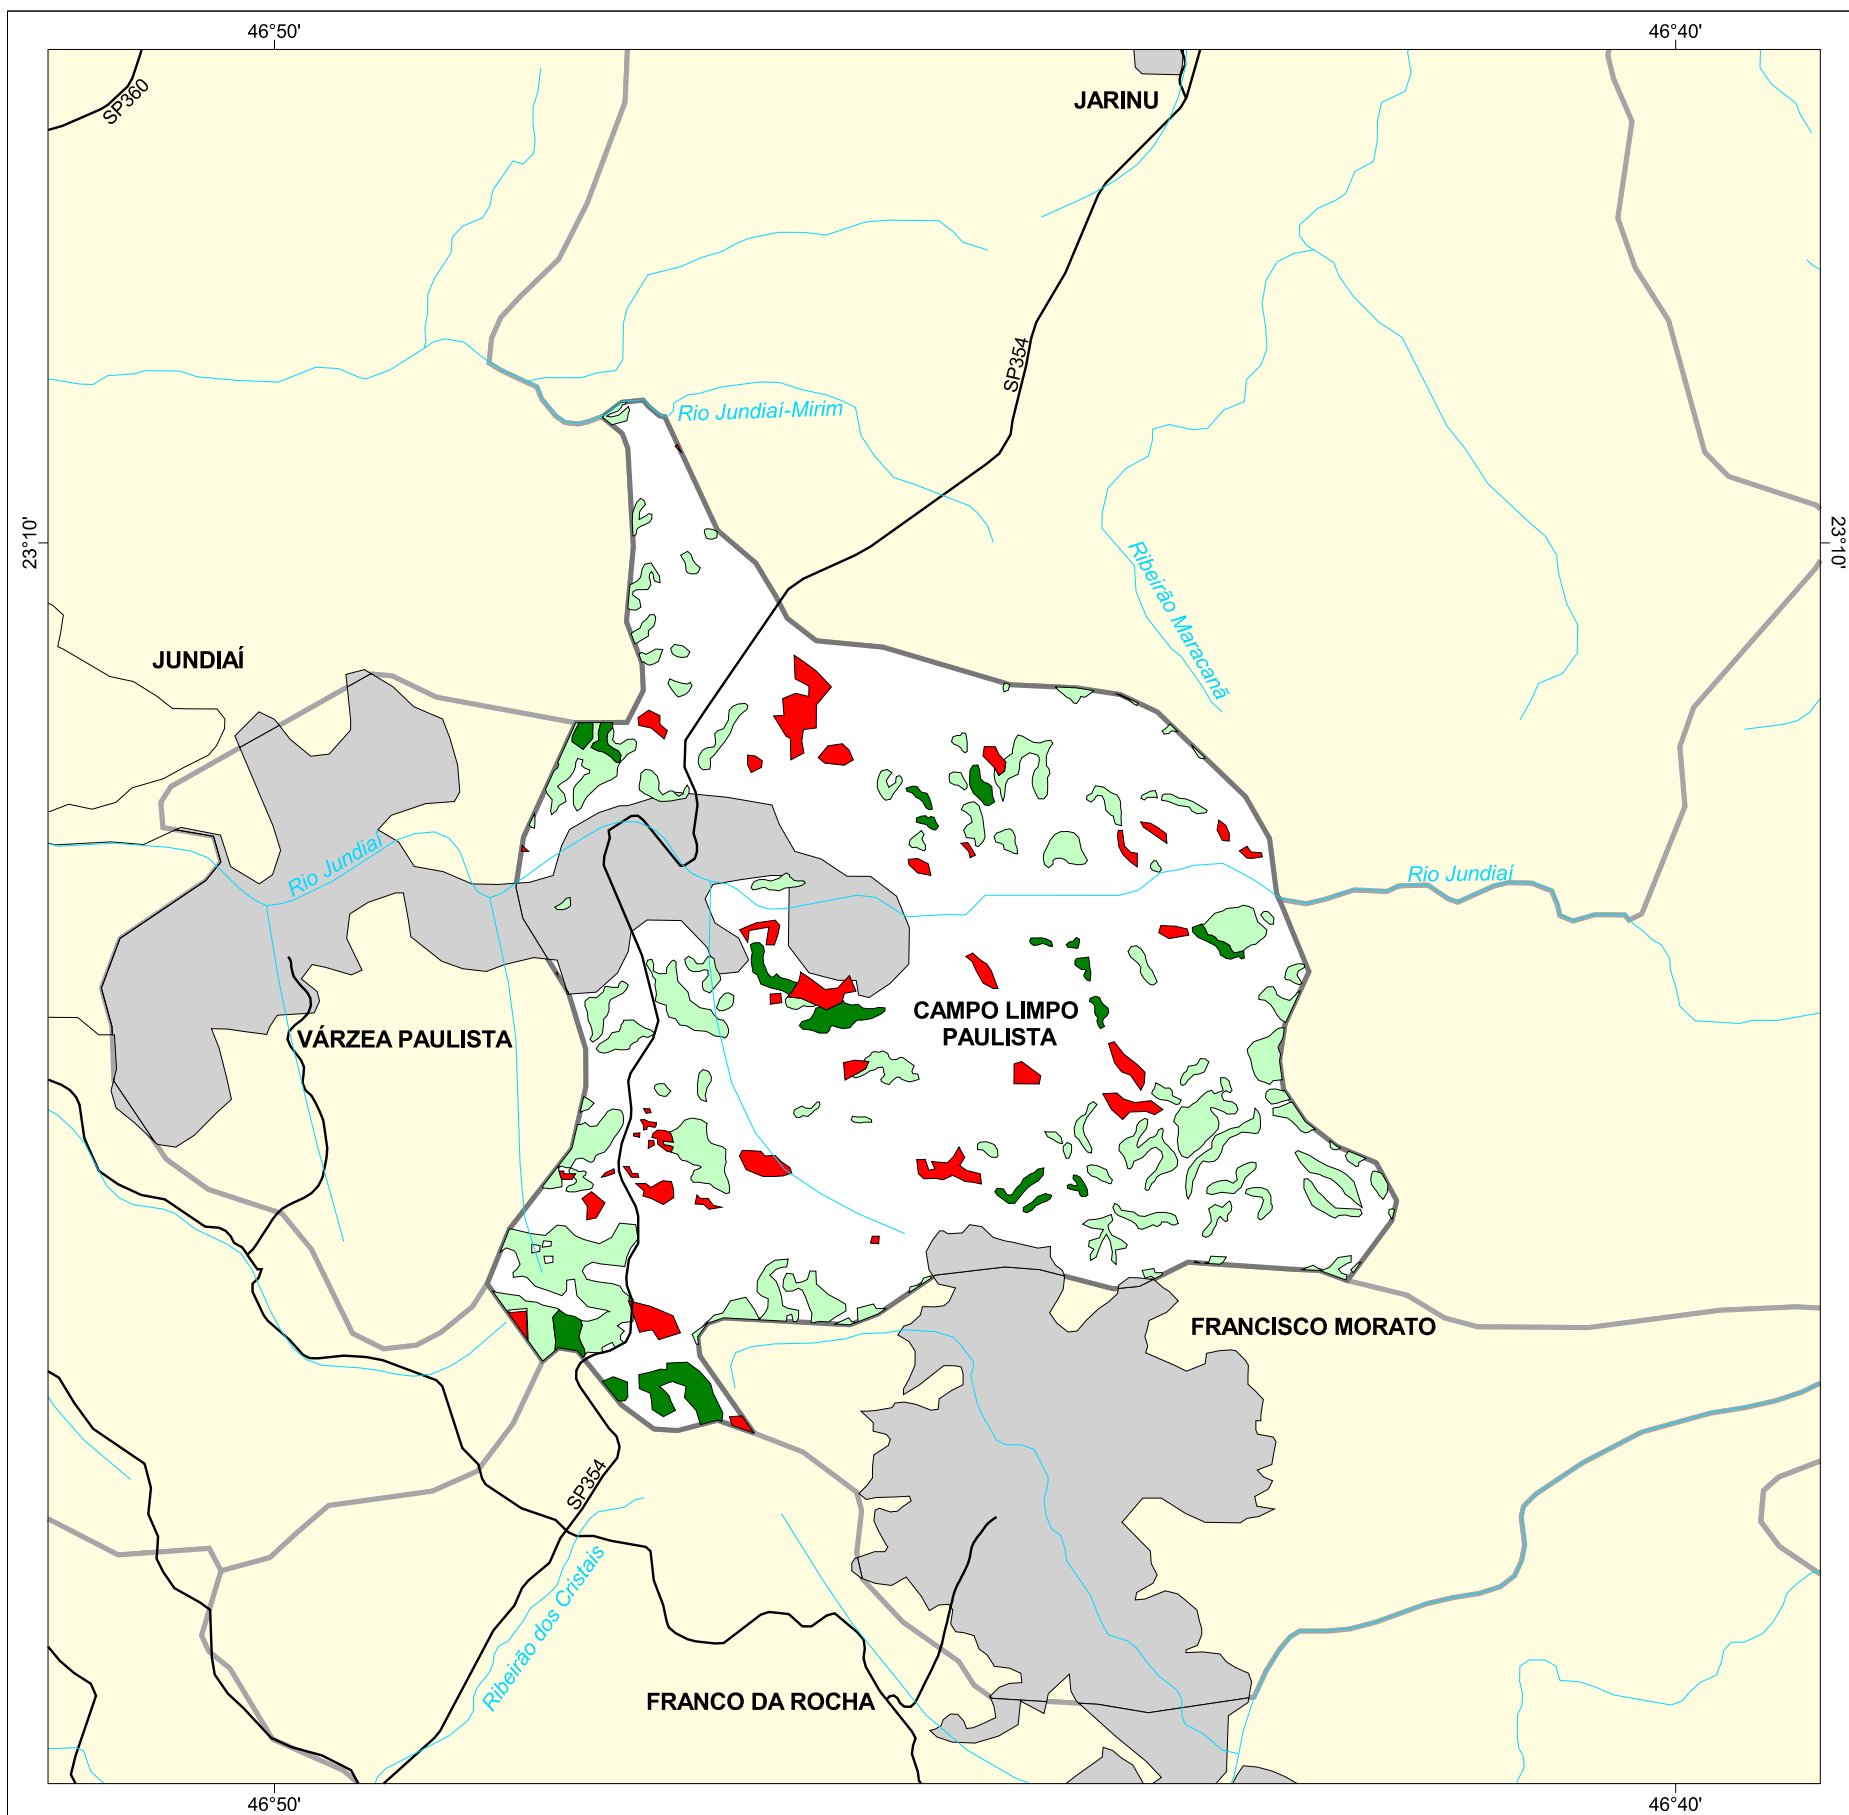 46°50'
46°40'
SP360
JARINU
SP354
Rio Jundiaí-Mirim
23°10'
23°10'
Ribeirão Maracanã
JUNDIAÍ
Rio Jundiaí
Rio Jundiaí
CAMPO LIMPO
PAULISTA
VÁRZEA PAULISTA
FRANCISCO MORATO
SP354
Ribeirão dos Cristais
FRANCO DA ROCHA
46°50'
46°40'